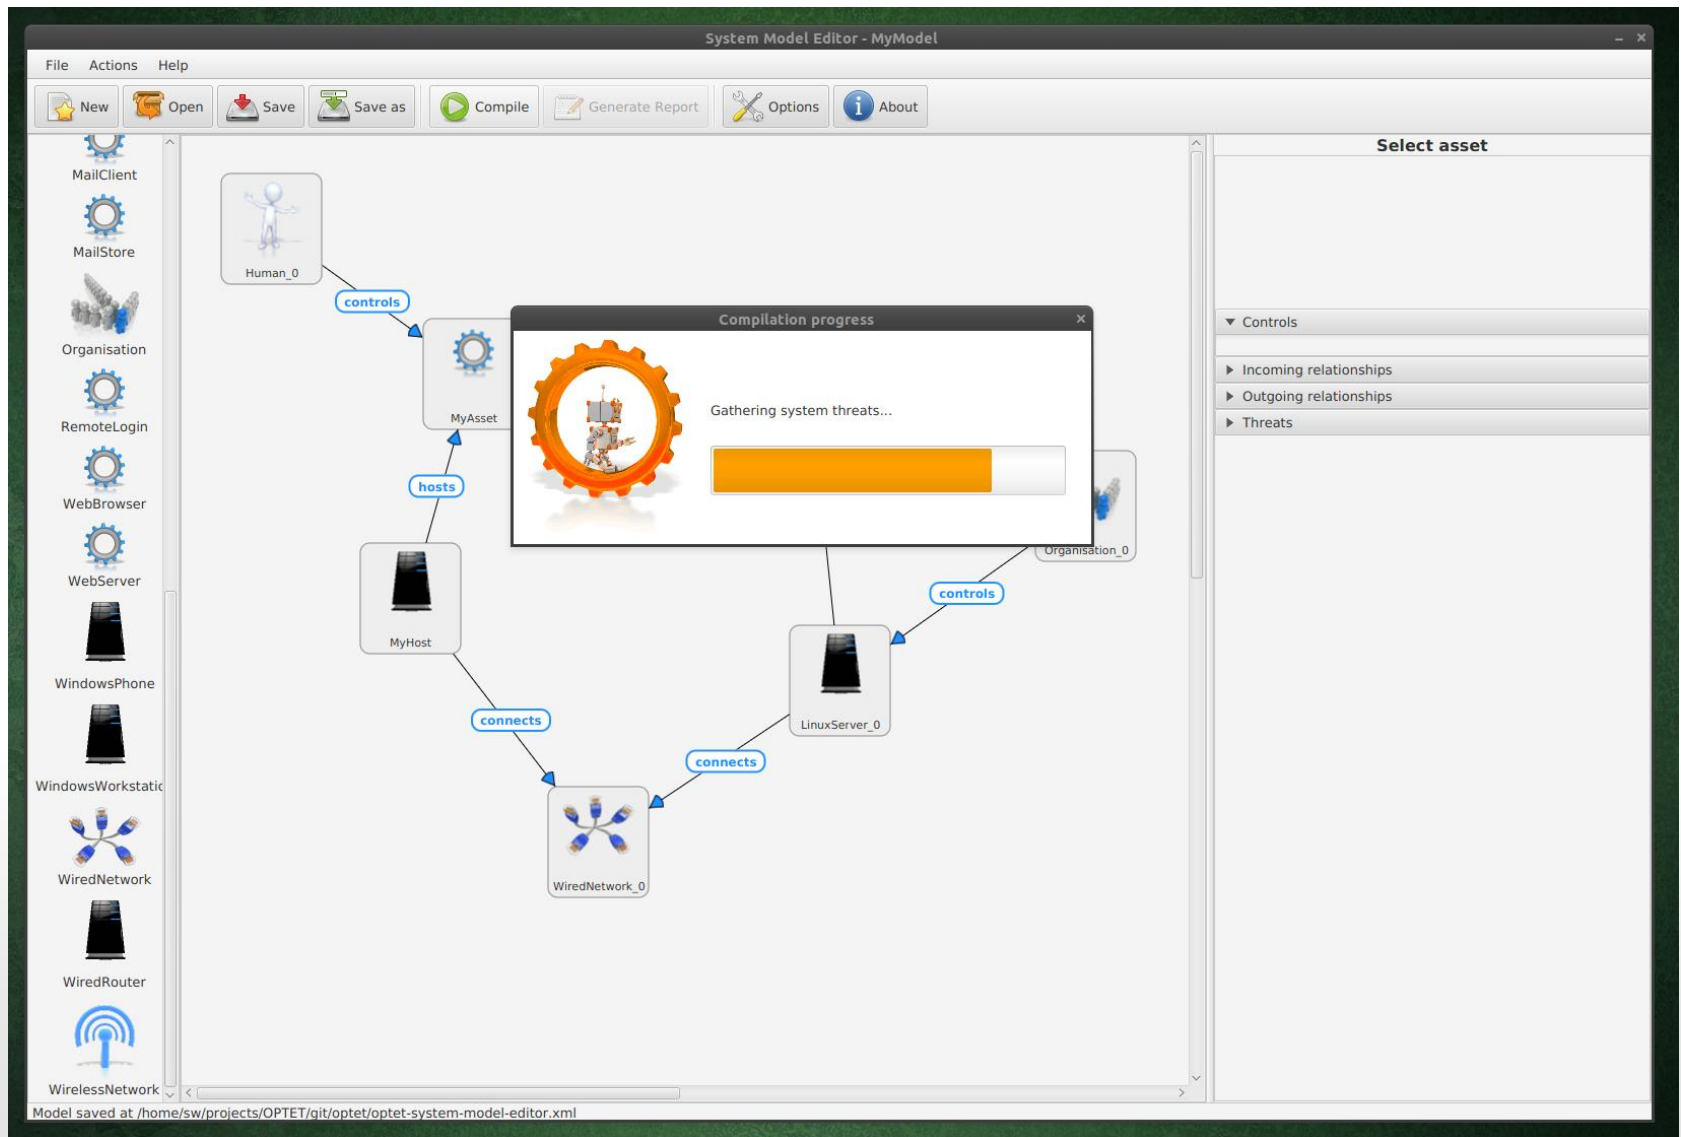 System Model Editor - MyModel
File Actions Help
New Open Save Save as Compile Generate Report Options About
MailClient
MailStore
Organisation
RemoteLogin
WebBrowser
WebServer
WindowsPhone
WindowsWorkstatic
WiredNetwork
WiredRouter
WirelessNetwork
Human_0
controls
MyAsset
hosts
MyHost
connects
WiredNetwork_0
connects
LinuxServer_0
controls
Organisation_0
Compilation progress
Gathering system threats...
Select asset
Controls
Incoming relationships
Outgoing relationships
Threats
Model saved at /home/sw/projects/OPTET/git/optet/optet-system-model-editor.xml